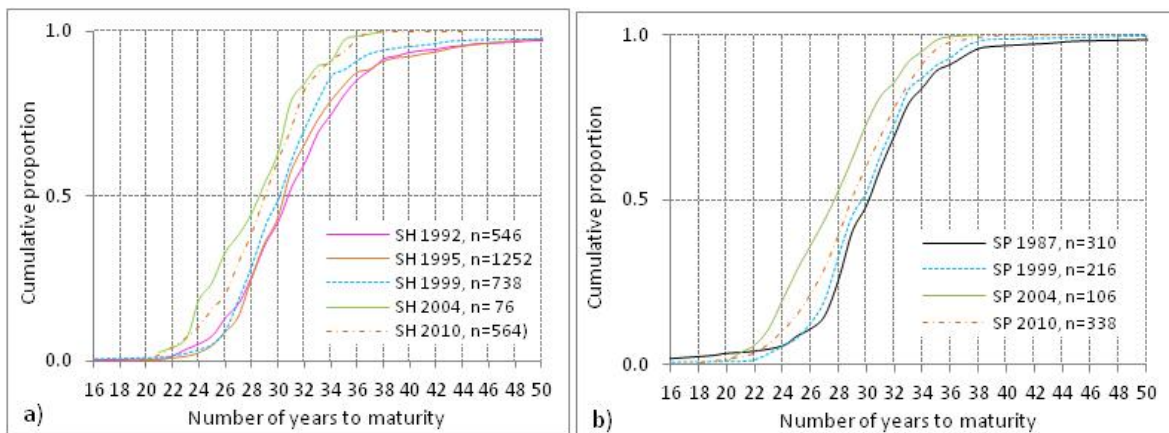 1.0
0.5
0.0
Cumulative proportion
SH 1992, n=546
SH 1995, n=1252
SH 1999, n=738
SH 2004, n=76
SH 2010, n=564)
16 18 20 22 24 26 28 30 32 34 36 38 40 42 44 46 48 50
Number of years to maturity
a)
1.0
0.5
0.0
Cumulative proportion
SP 1987, n=310
SP 1999, n=216
SP 2004, n=106
SP 2010, n=338
16 18 20 22 24 26 28 30 32 34 36 38 40 42 44 46 48 50
Number of years to maturity
b)